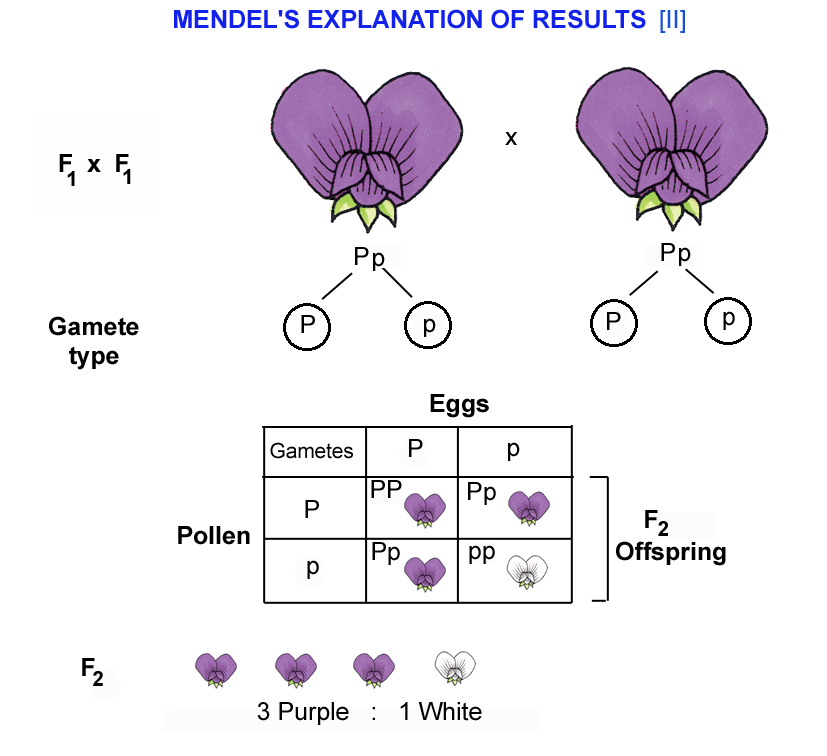 MENDEL'S EXPLANATION OF RESULTS [II]
x
F1 x F1
Pp Pp
Gamete type
P p P p
Eggs
Gametes P p
P PP Pp
Pollen
p Pp pp
F2
Offspring
F2
3 Purple : 1 White